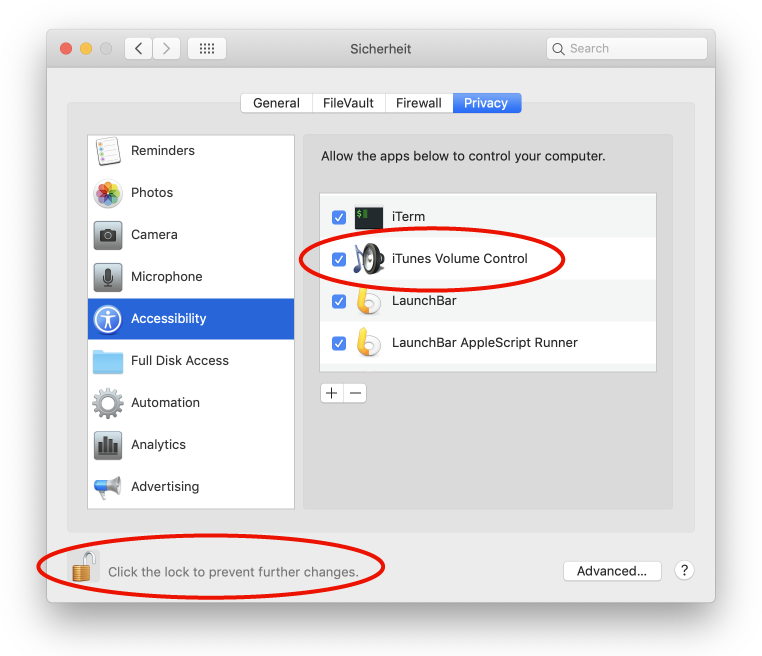 Sicherheit
Search
General
FileVault
Firewall
Privacy
Reminders
Photos
Camera
Microphone
Accessibility
Full Disk Access
Automation
Analytics
Advertising
Allow the apps below to control your computer.
$
iTerm
iTunes Volume Control
LaunchBar
LaunchBar AppleScript Runner
+ −
Click the lock to prevent further changes.
Advanced...
?